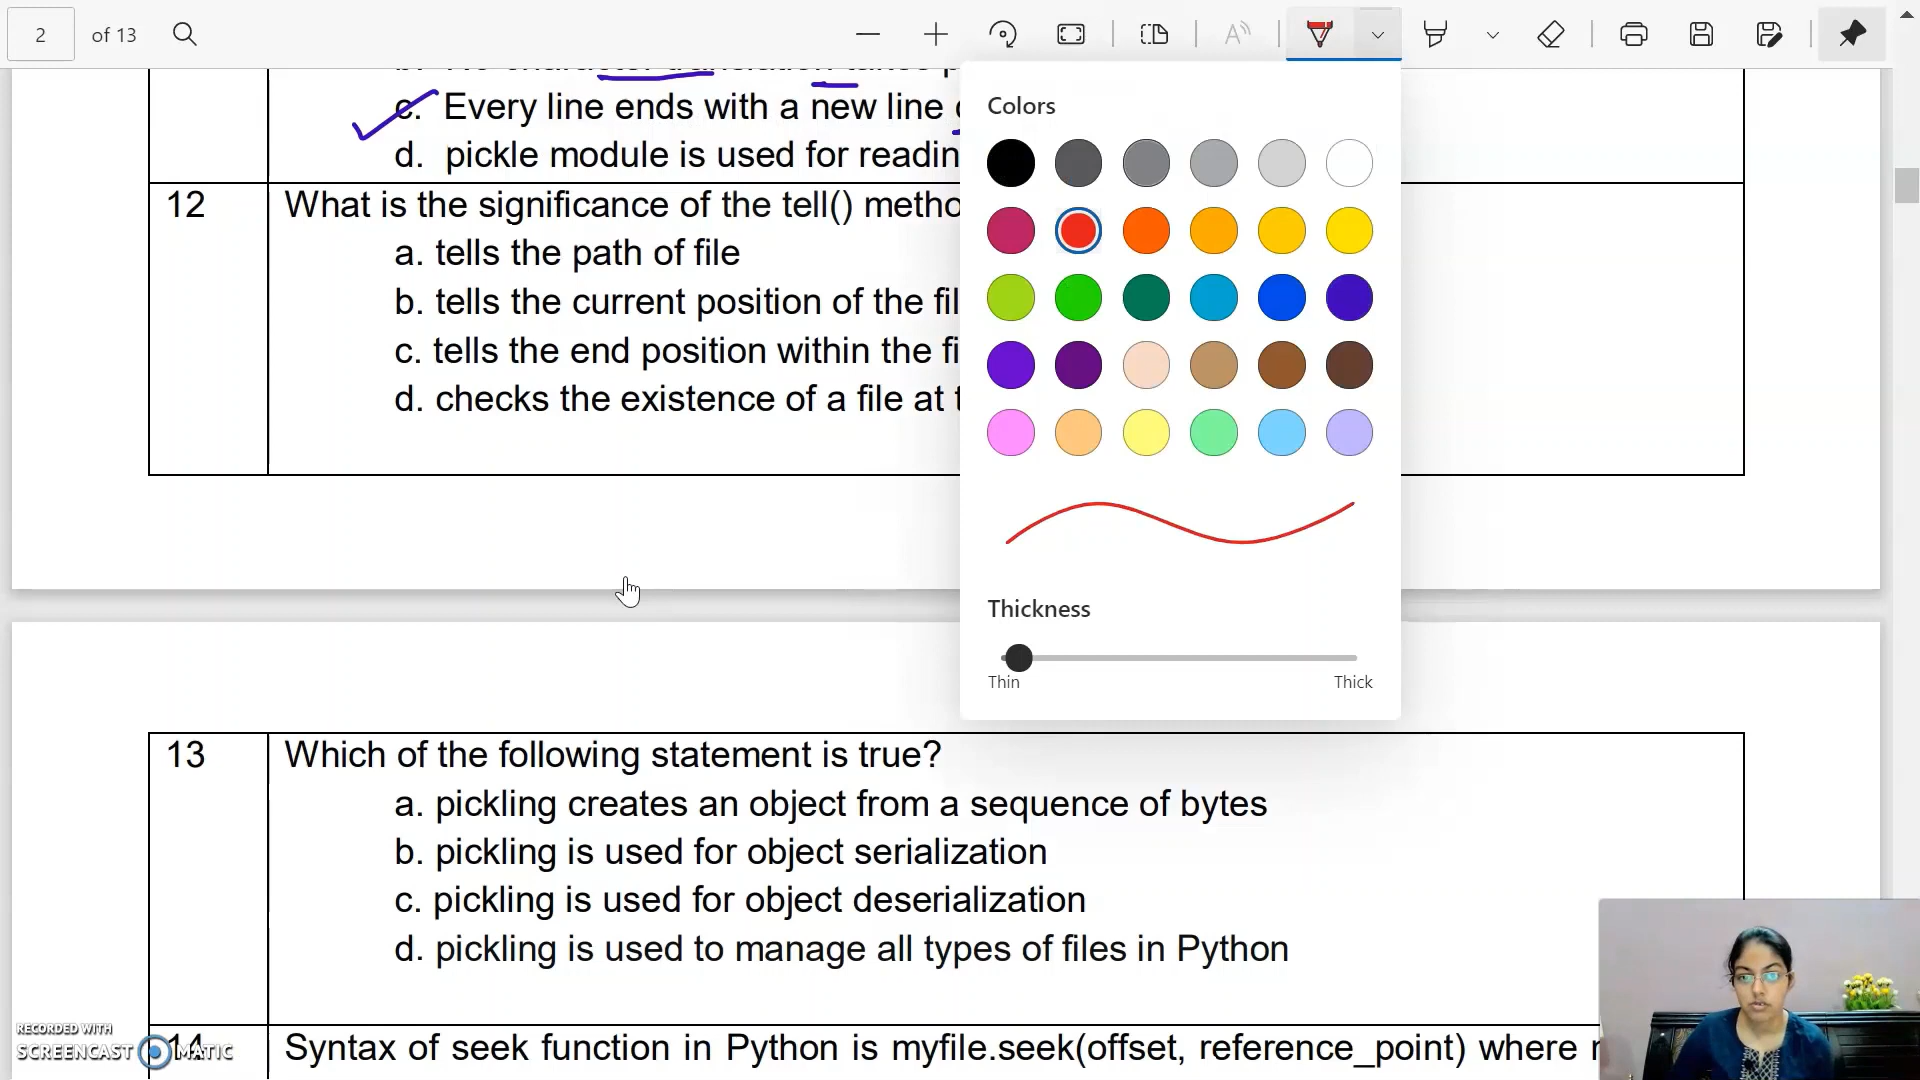 2 of 13
Colors
c. Every line ends with a new line
d. pickle module is used for readin
12 What is the significance of the tell() metho
a. tells the path of file
b. tells the current position of the fil
c. tells the end position within the fi
d. checks the existence of a file at t
Thickness
Thin Thick
13 Which of the following statement is true?
a. pickling creates an object from a sequence of bytes
b. pickling is used for object serialization
c. pickling is used for object deserialization
d. pickling is used to manage all types of files in Python
RECORDED WITH
SCREENCAST MATIC
14 Syntax of seek function in Python is myfile.seek(offset, reference_point) where